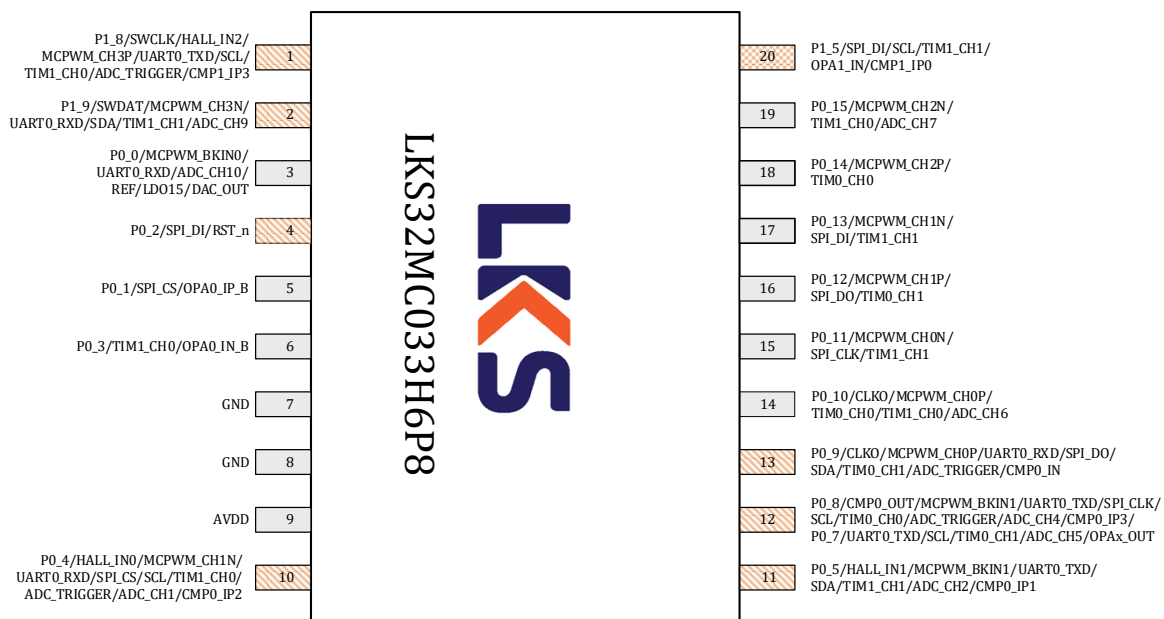 P1_8/SWCLK/HALL_IN2/
MCPWM_CH3P/UART0_TXD/SCL/
TIM1_CH0/ADC_TRIGGER/CMP1_IP3
1
P1_9/SWDAT/MCPWM_CH3N/
UART0_RXD/SDA/TIM1_CH1/ADC_CH9
2
P0_0/MCPWM_BKIN0/
UART0_RXD/ADC_CH10/
REF/LDO15/DAC_OUT
3
P0_2/SPI_DI/RST_n
4
P0_1/SPI_CS/OPA0_IP_B
5
P0_3/TIM1_CH0/OPA0_IN_B
6
GND
7
GND
8
AVDD
9
P0_4/HALL_IN0/MCPWM_CH1N/
UART0_RXD/SPI_CS/SCL/TIM1_CH0/
ADC_TRIGGER/ADC_CH1/CMP0_IP2
10
LKS32MC033H6P8
LKS
20
P1_5/SPI_DI/SCL/TIM1_CH1/
OPA1_IN/CMP1_IP0
19
P0_15/MCPWM_CH2N/
TIM1_CH0/ADC_CH7
18
P0_14/MCPWM_CH2P/
TIM0_CH0
17
P0_13/MCPWM_CH1N/
SPI_DI/TIM1_CH1
16
P0_12/MCPWM_CH1P/
SPI_DO/TIM0_CH1
15
P0_11/MCPWM_CH0N/
SPI_CLK/TIM1_CH1
14
P0_10/CLKO/MCPWM_CH0P/
TIM0_CH0/TIM1_CH0/ADC_CH6
13
P0_9/CLKO/MCPWM_CH0P/UART0_RXD/SPI_DO/
SDA/TIM0_CH1/ADC_TRIGGER/CMP0_IN
12
P0_8/CMP0_OUT/MCPWM_BKIN1/UART0_TXD/SPI_CLK/
SCL/TIM0_CH0/ADC_TRIGGER/ADC_CH4/CMP0_IP3/
P0_7/UART0_TXD/SCL/TIM0_CH1/ADC_CH5/OPAx_OUT
11
P0_5/HALL_IN1/MCPWM_BKIN1/UART0_TXD/
SDA/TIM1_CH1/ADC_CH2/CMP0_IP1